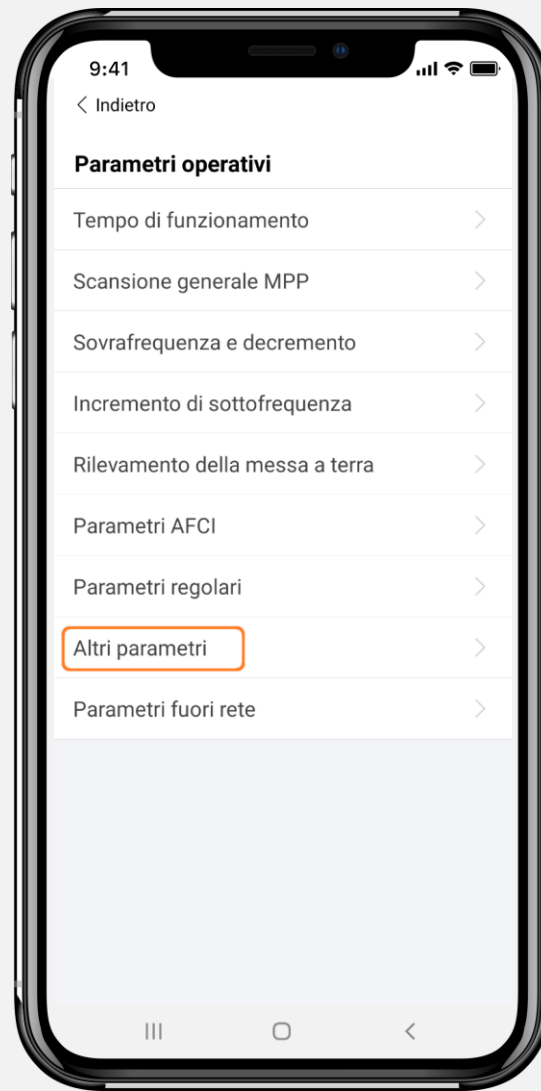 9:41
Indietro
Parametri operativi
Tempo di funzionamento
Scansione generale MPP
Sovrafrequenza e decremento
Incremento di sottofrequenza
Rilevamento della messa a terra
Parametri AFCI
Parametri regolari
Altri parametri
Parametri fuori rete